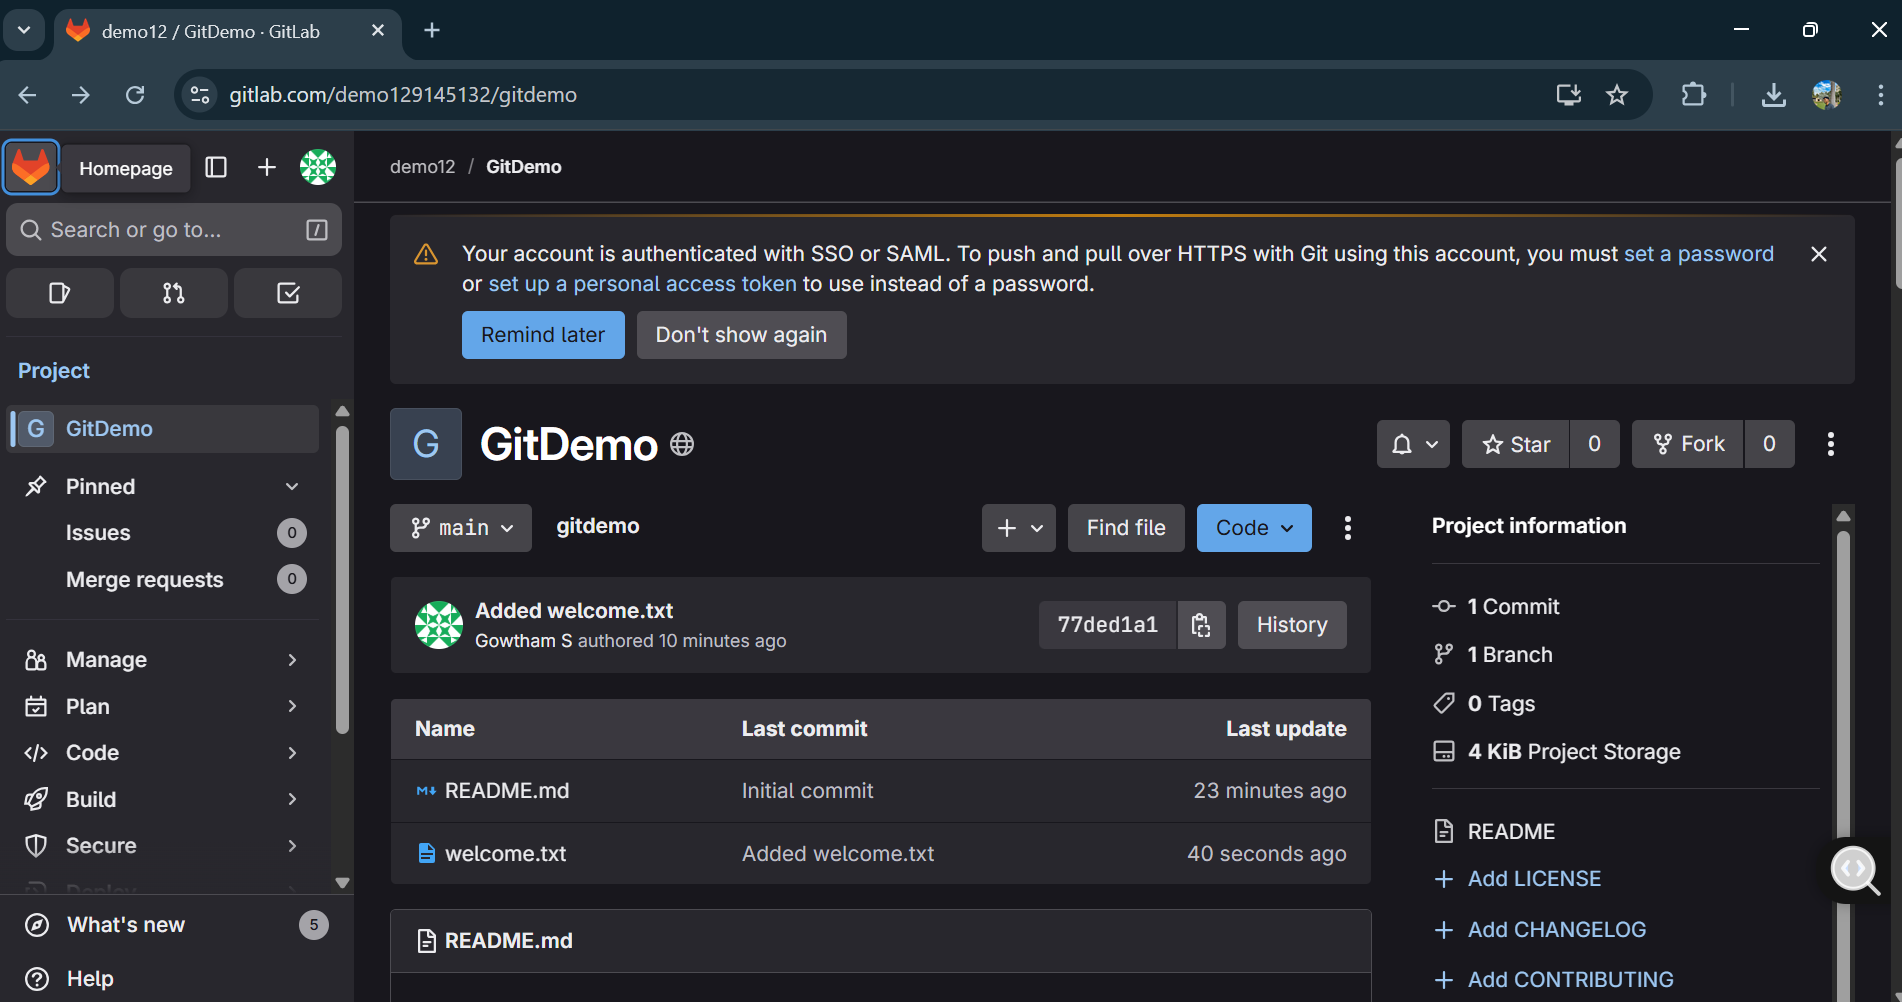 demo12 / GitDemo · GitLab
gitlab.com/demo129145132/gitdemo
Homepage
demo12 / GitDemo
Search or go to...
/
Your account is authenticated with SSO or SAML. To push and pull over HTTPS with Git using this account, you must set a password
or set up a personal access token to use instead of a password.
Remind later
Don't show again
Project
G GitDemo
G GitDemo
Star 0
Fork 0
Pinned
Issues 0
Merge requests 0
main
gitdemo
Find file
Code
Project information
Added welcome.txt
Gowtham S authored 10 minutes ago
77ded1a1
History
1 Commit
1 Branch
0 Tags
4 KiB Project Storage
Manage
Plan
Code
Build
Secure
Deploy
Name Last commit Last update
README.md Initial commit 23 minutes ago
welcome.txt Added welcome.txt 40 seconds ago
README.md
README
Add LICENSE
Add CHANGELOG
Add CONTRIBUTING
What's new 5
Help